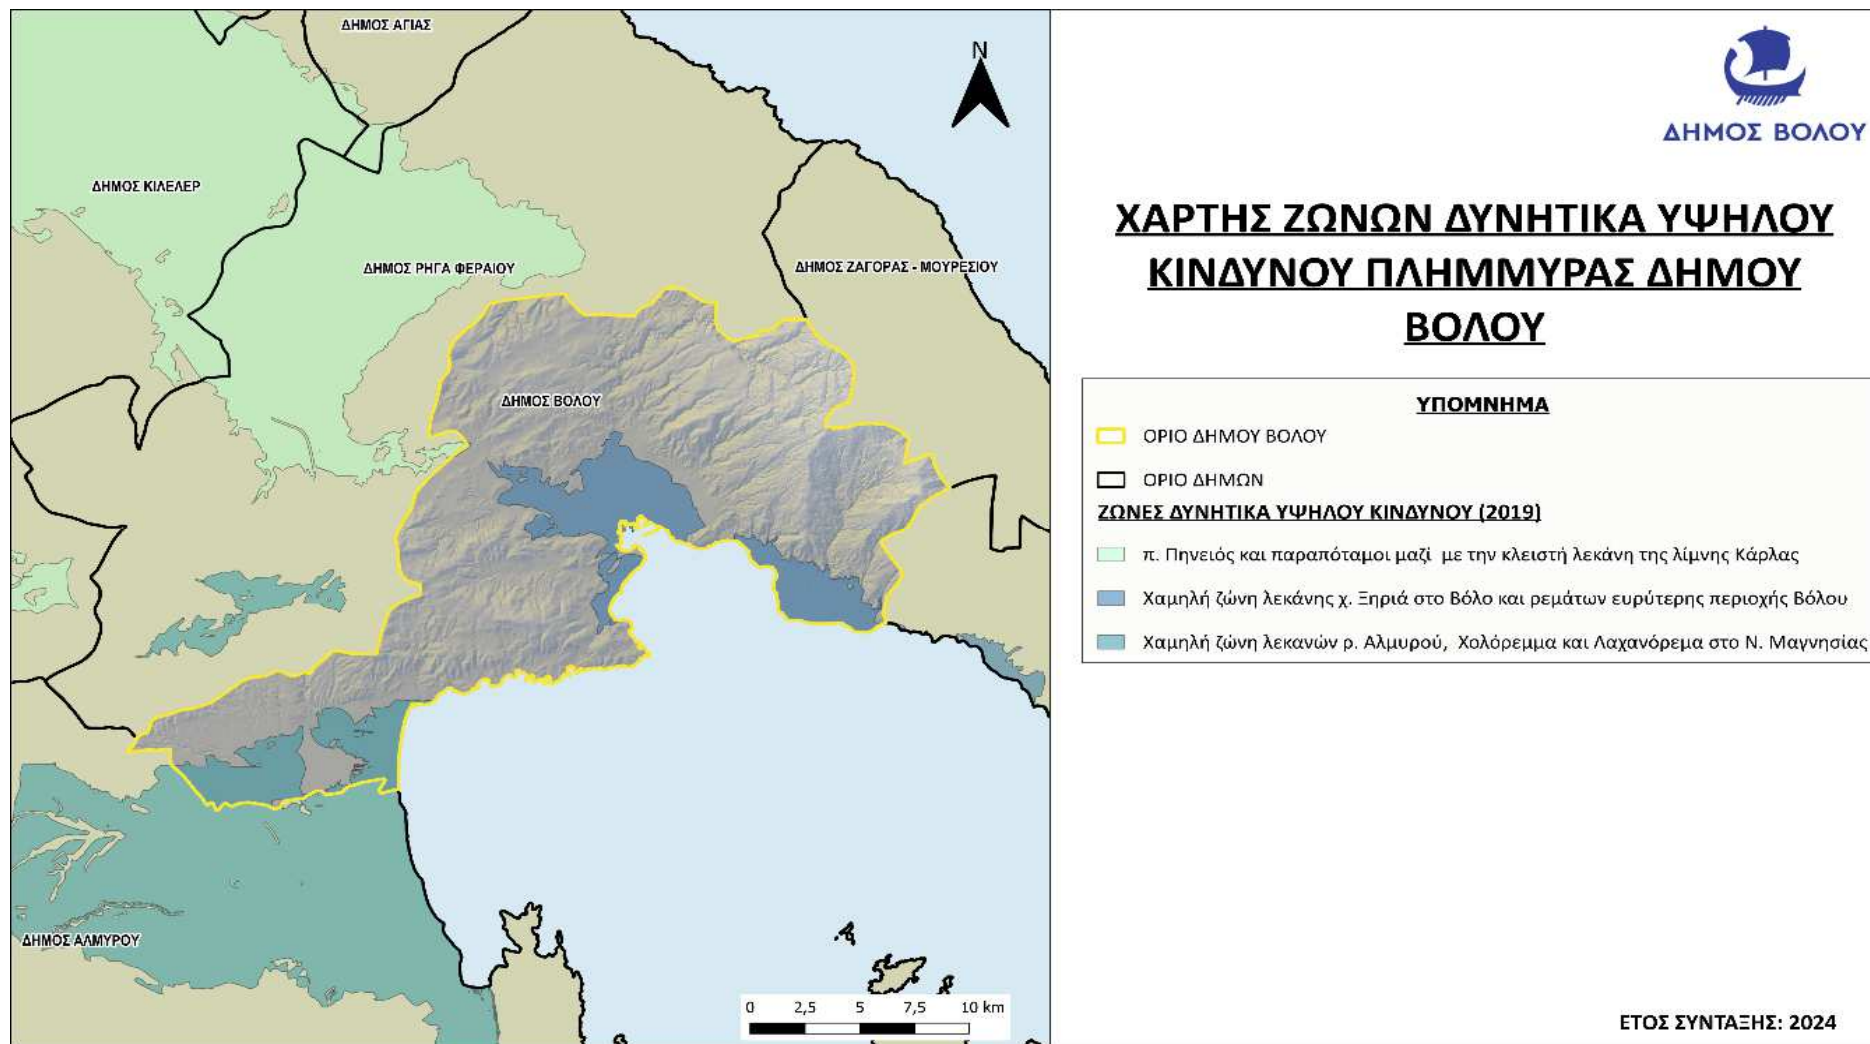 ΔΗΜΟΣ ΑΓΙΑΣ
N
ΔΗΜΟΣ ΚΙΛΕΛΕΡ
ΔΗΜΟΣ ΡΗΓΑ ΦΕΡΑΙΟΥ
ΔΗΜΟΣ ΖΑΓΟΡΑΣ - ΜΟΥΡΕΣΙΟΥ
ΔΗΜΟΣ ΒΟΛΟΥ
ΔΗΜΟΣ ΑΛΜΥΡΟΥ
0 2,5 5 7,5 10 km
ΔΗΜΟΣ ΒΟΛΟΥ
ΧΑΡΤΗΣ ΖΩΝΩΝ ΔΥΝΗΤΙΚΑ ΥΨΗΛΟΥ
ΚΙΝΔΥΝΟΥ ΠΛΗΜΜΥΡΑΣ ΔΗΜΟΥ
ΒΟΛΟΥ
ΥΠΟΜΝΗΜΑ
ΟΡΙΟ ΔΗΜΟΥ ΒΟΛΟΥ
ΟΡΙΟ ΔΗΜΩΝ
ΖΩΝΕΣ ΔΥΝΗΤΙΚΑ ΥΨΗΛΟΥ ΚΙΝΔΥΝΟΥ (2019)
π. Πηνειός και παραπόταμοι μαζί με την κλειστή λεκάνη της λίμνης Κάρλας
Χαμηλή ζώνη λεκάνης χ. Ξηριά στο Βόλο και ρεμάτων ευρύτερης περιοχής Βόλου
Χαμηλή ζώνη λεκανών ρ. Αλμυρού, Χολόρεμμα και Λαχανόρεμα στο Ν. Μαγνησίας
ΕΤΟΣ ΣΥΝΤΑΞΗΣ: 2024